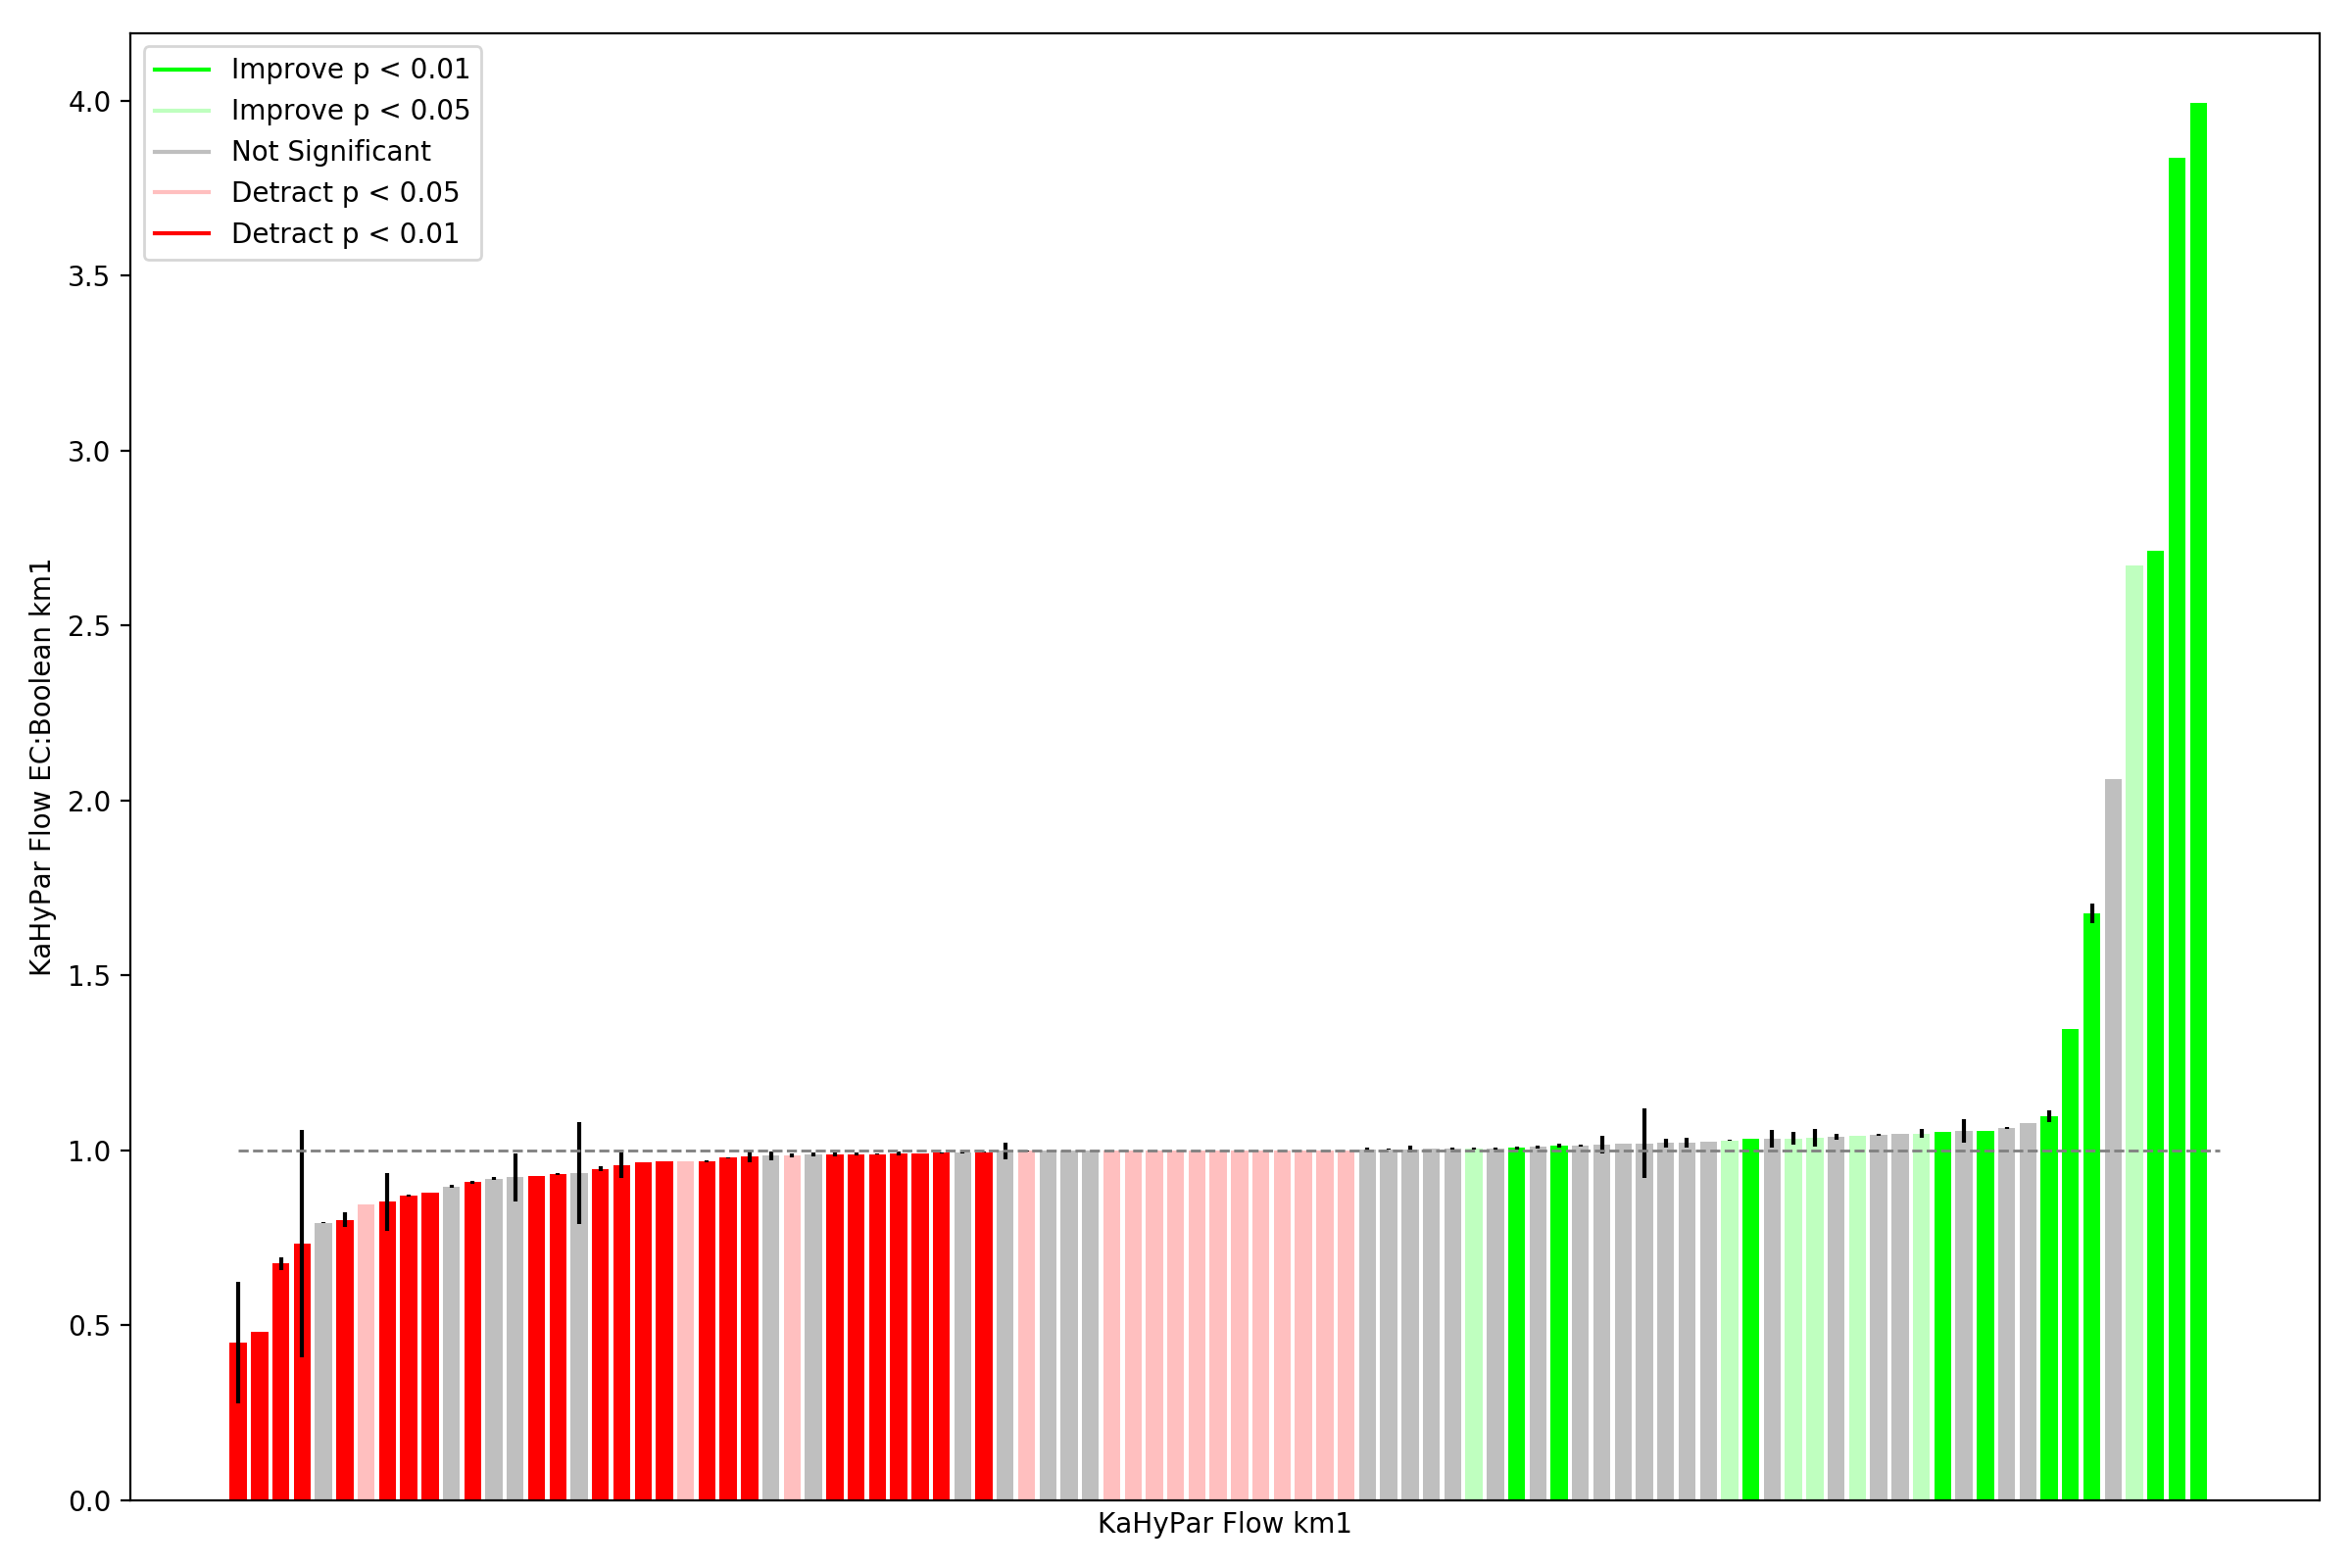 Improve p < 0.01
Improve p < 0.05
Not Significant
Detract p < 0.05
Detract p < 0.01
4.0
3.5
3.0
2.5
2.0
1.5
1.0
0.5
0.0
KaHyPar Flow EC:Boolean km1
KaHyPar Flow km1